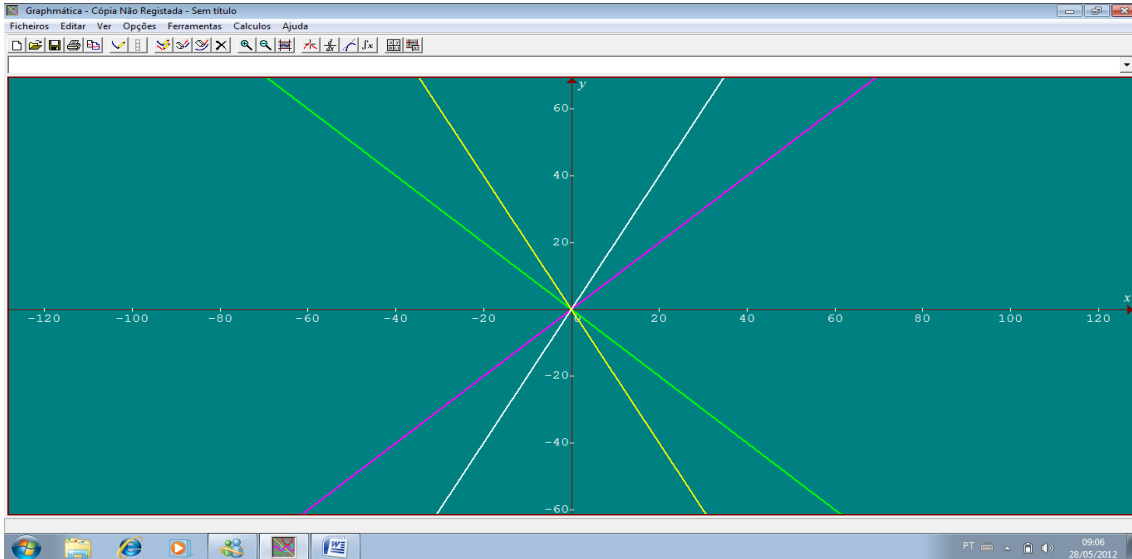 Graphmática - Cópia Não Registada - Sem título
Ficheiros Editar Ver Opções Ferramentas Calculos Ajuda
y
60
40
20
x
-120 -100 -80 -60 -40 -20 0 20 40 60 80 100 120
-20
-40
-60
PT 09:06
28/05/2012